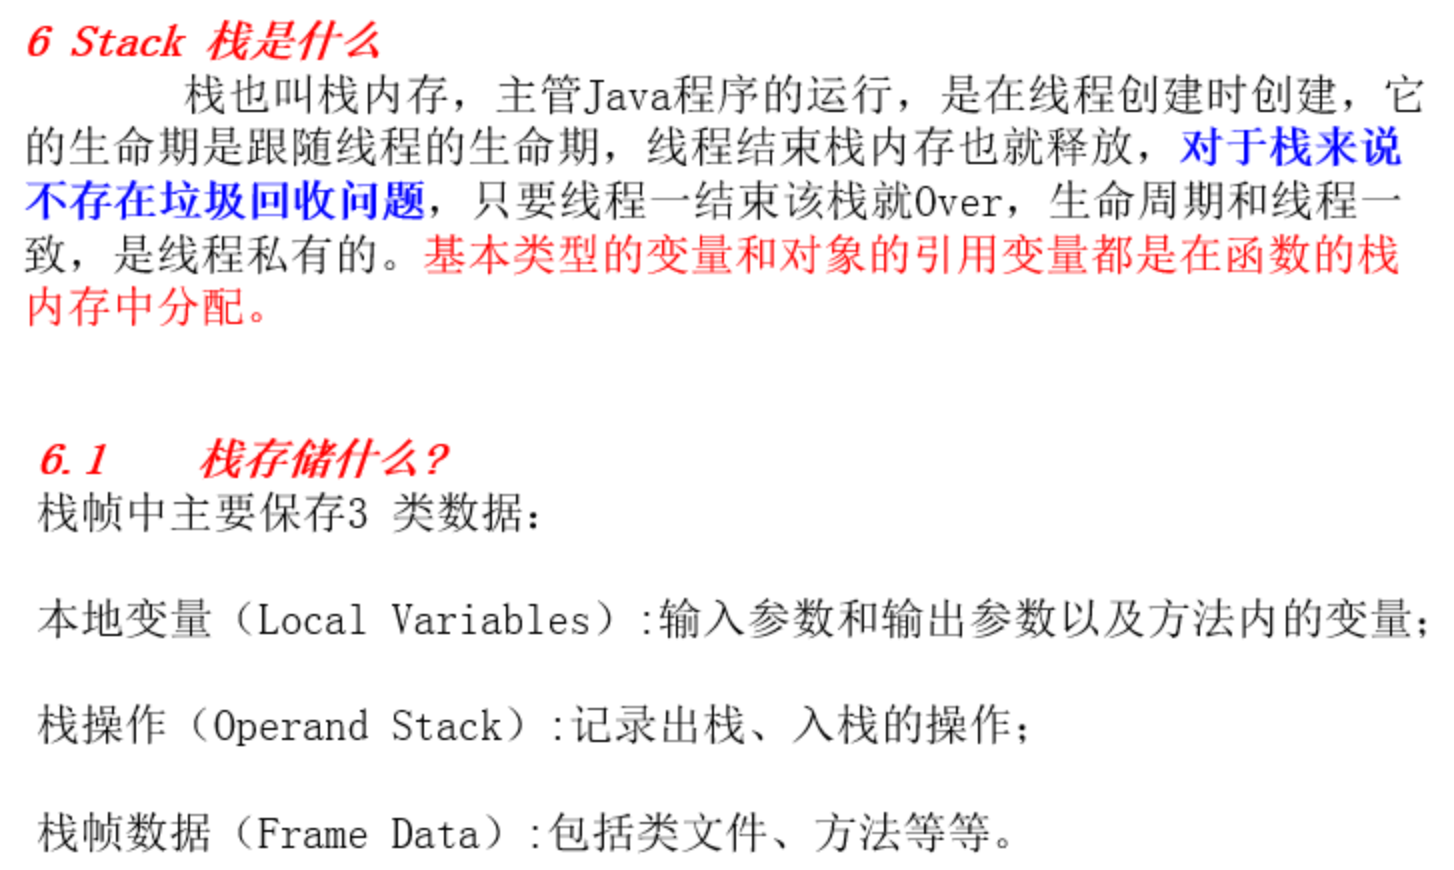 6 Stack 栈是什么
栈也叫栈内存，主管Java程序的运行，是在线程创建时创建，它
的生命期是跟随线程的生命期，线程结束栈内存也就释放，对于栈来说
不存在垃圾回收问题，只要线程一结束该栈就Over，生命周期和线程一
致，是线程私有的。基本类型的变量和对象的引用变量都是在函数的栈
内存中分配。
6.1 栈存储什么?
栈帧中主要保存3 类数据：
本地变量（Local Variables）:输入参数和输出参数以及方法内的变量；
栈操作（Operand Stack）:记录出栈、入栈的操作；
栈帧数据（Frame Data）:包括类文件、方法等等。